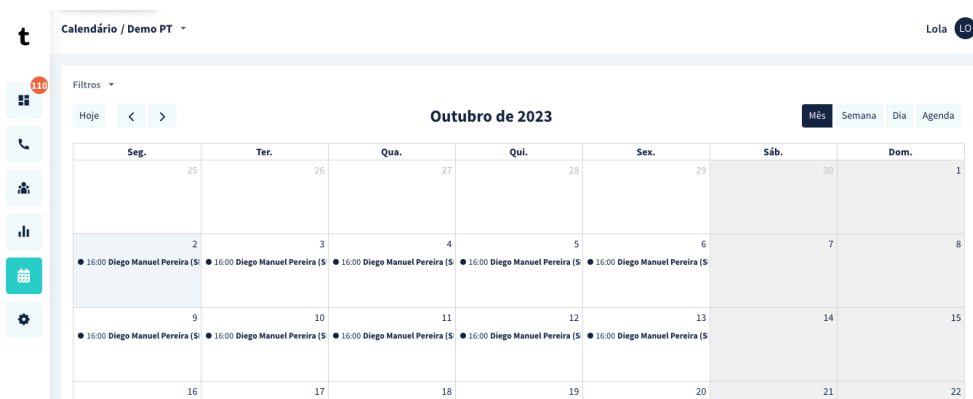 t
Calendário / Demo PT
Lola LO
110
Filtros
Hoje
Outubro de 2023
Mês Semana Dia Agenda
Seg. Ter. Qua. Qui. Sex. Sáb. Dom.
25 26 27 28 29 30 1
2 3 4 5 6 7 8
16:00 Diego Manuel Pereira (S 16:00 Diego Manuel Pereira (S 16:00 Diego Manuel Pereira (S 16:00 Diego Manuel Pereira (S 16:00 Diego Manuel Pereira (S
9 10 11 12 13 14 15
16:00 Diego Manuel Pereira (S 16:00 Diego Manuel Pereira (S 16:00 Diego Manuel Pereira (S 16:00 Diego Manuel Pereira (S 16:00 Diego Manuel Pereira (S
16 17 18 19 20 21 22